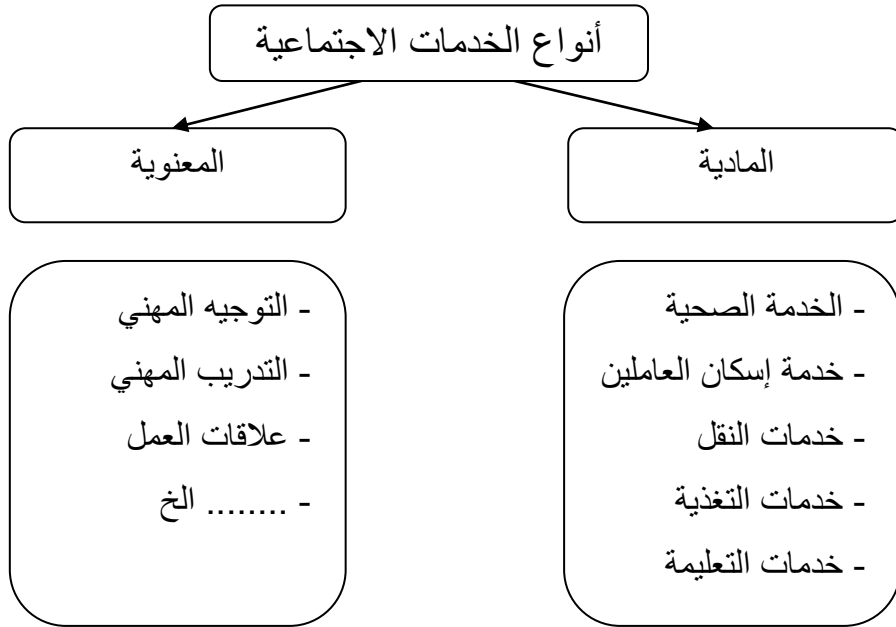 أنواع الخدمات الاجتماعية
المادية
المعنوية
- الخدمة الصحية
- خدمة إسكان العاملين
- خدمات النقل
- خدمات التغذية
- خدمات التعليمة
- التوجيه المهني
- التدريب المهني
- علاقات العمل
- ........ الخ